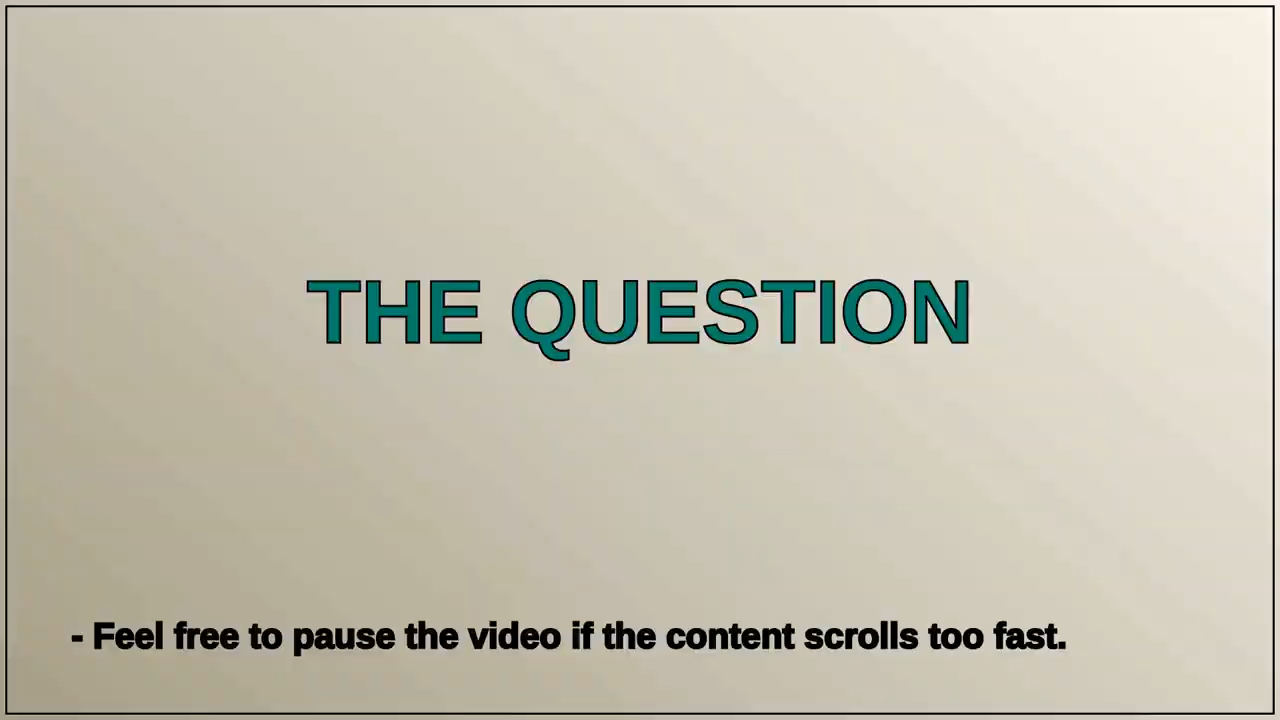 THE QUESTION
- Feel free to pause the video if the content scrolls too fast.